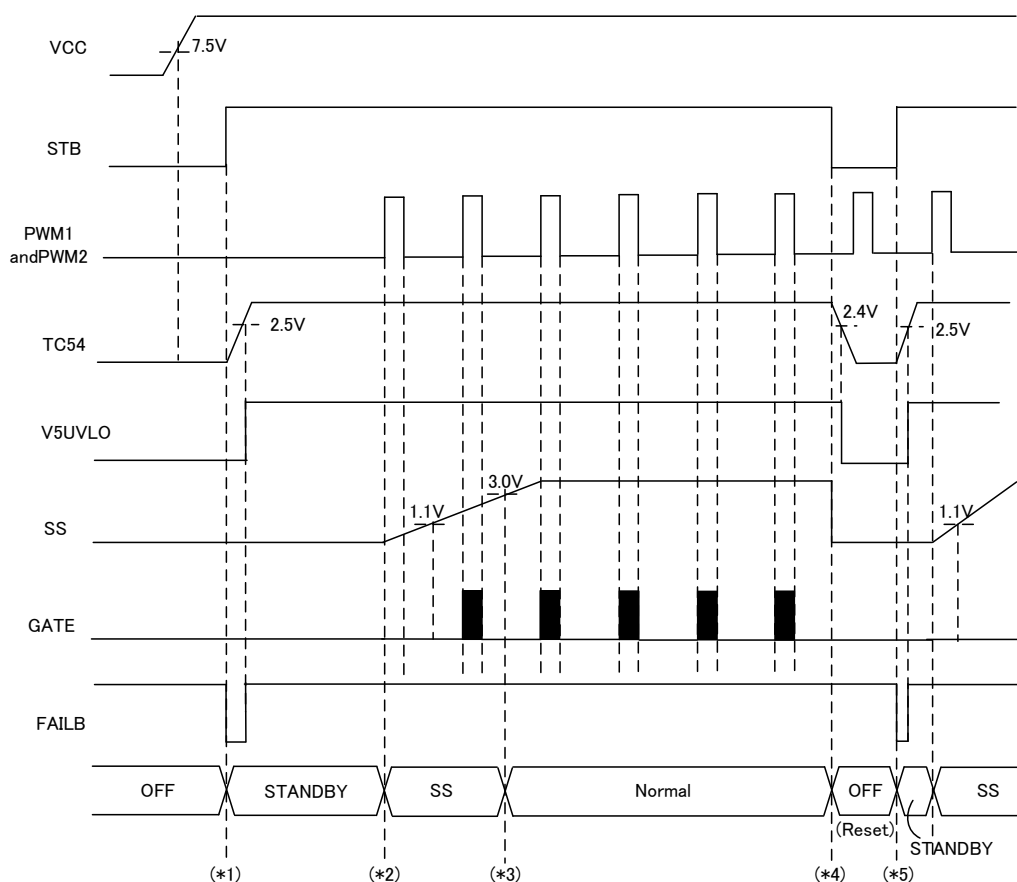 VCC
7.5V
STB
PWM1
andPWM2
TC54
2.5V
2.4V
2.5V
V5UVLO
SS
1.1V
3.0V
1.1V
GATE
FAILB
OFF
STANDBY
SS
Normal
OFF
SS
(Reset)
STANDBY
(*1)
(*2)
(*3)
(*4)
(*5)